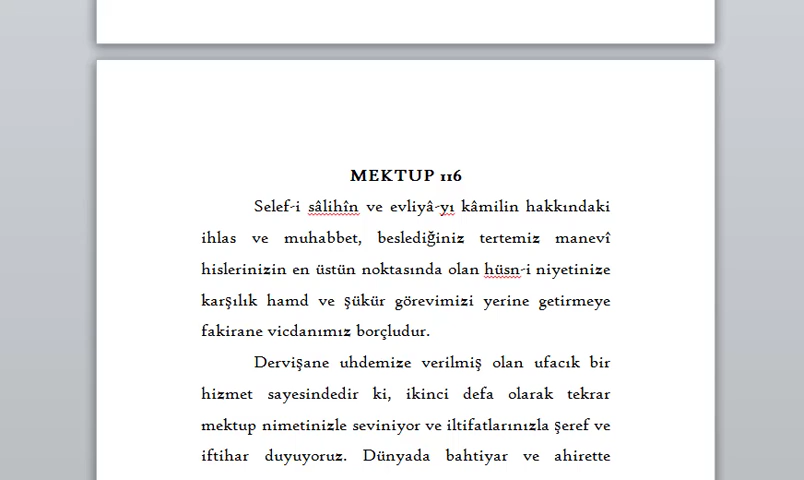 MEKTUP 116
Selef-i sâlihîn ve evliyâ-yı kâmilin hakkındaki
ihlas ve muhabbet, beslediğiniz tertemiz manevî
hislerinizin en üstün noktasında olan hüsn-i niyetinize
karşılık hamd ve şükür görevimizi yerine getirmeye
fakirane vicdanımız borçludur.
Dervişane uhdemize verilmiş olan ufacık bir
hizmet sayesindedir ki, ikinci defa olarak tekrar
mektup nimetinizle seviniyor ve iltifatlarınızla şeref ve
iftihar duyuyoruz. Dünyada bahtiyar ve ahirette